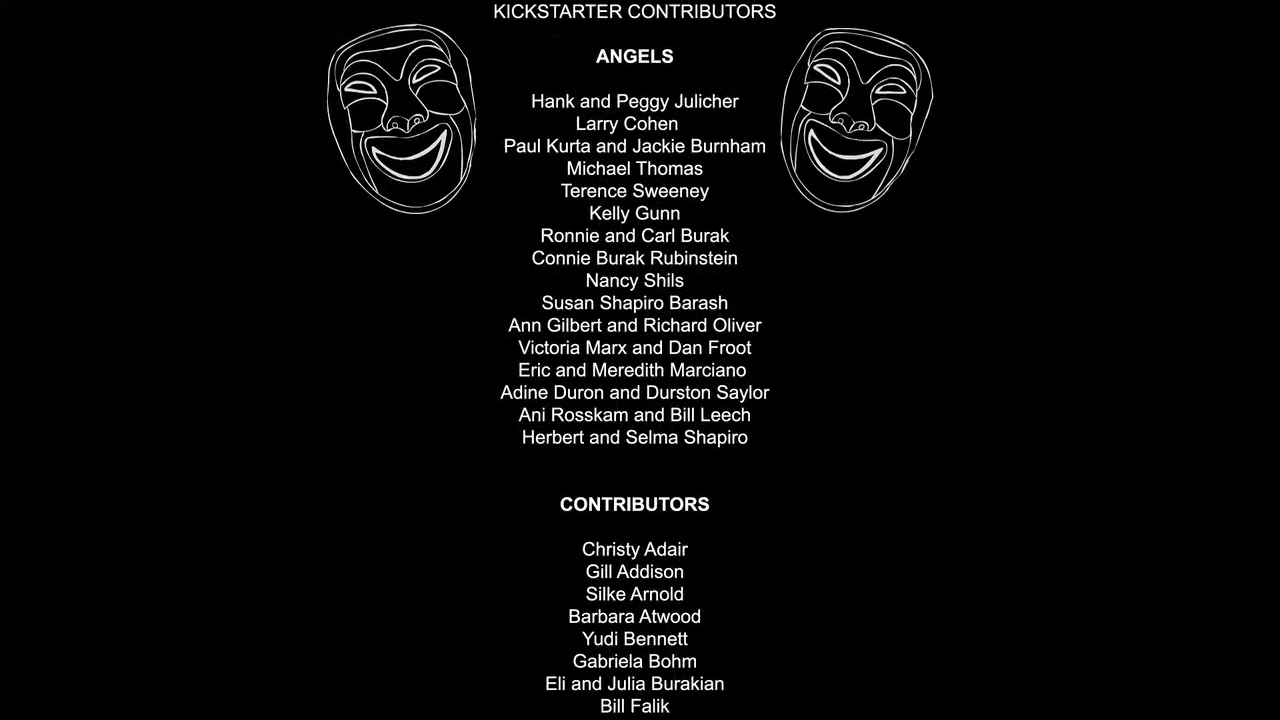 KICKSTARTER CONTRIBUTORS
ANGELS
Hank and Peggy Julicher
Larry Cohen
Paul Kurta and Jackie Burnham
Michael Thomas
Terence Sweeney
Kelly Gunn
Ronnie and Carl Burak
Connie Burak Rubinstein
Nancy Shils
Susan Shapiro Barash
Ann Gilbert and Richard Oliver
Victoria Marx and Dan Froot
Eric and Meredith Marciano
Adine Duron and Durston Saylor
Ani Rosskam and Bill Leech
Herbert and Selma Shapiro
CONTRIBUTORS
Christy Adair
Gill Addison
Silke Arnold
Barbara Atwood
Yudi Bennett
Gabriela Bohm
Eli and Julia Burakian
Bill Falik